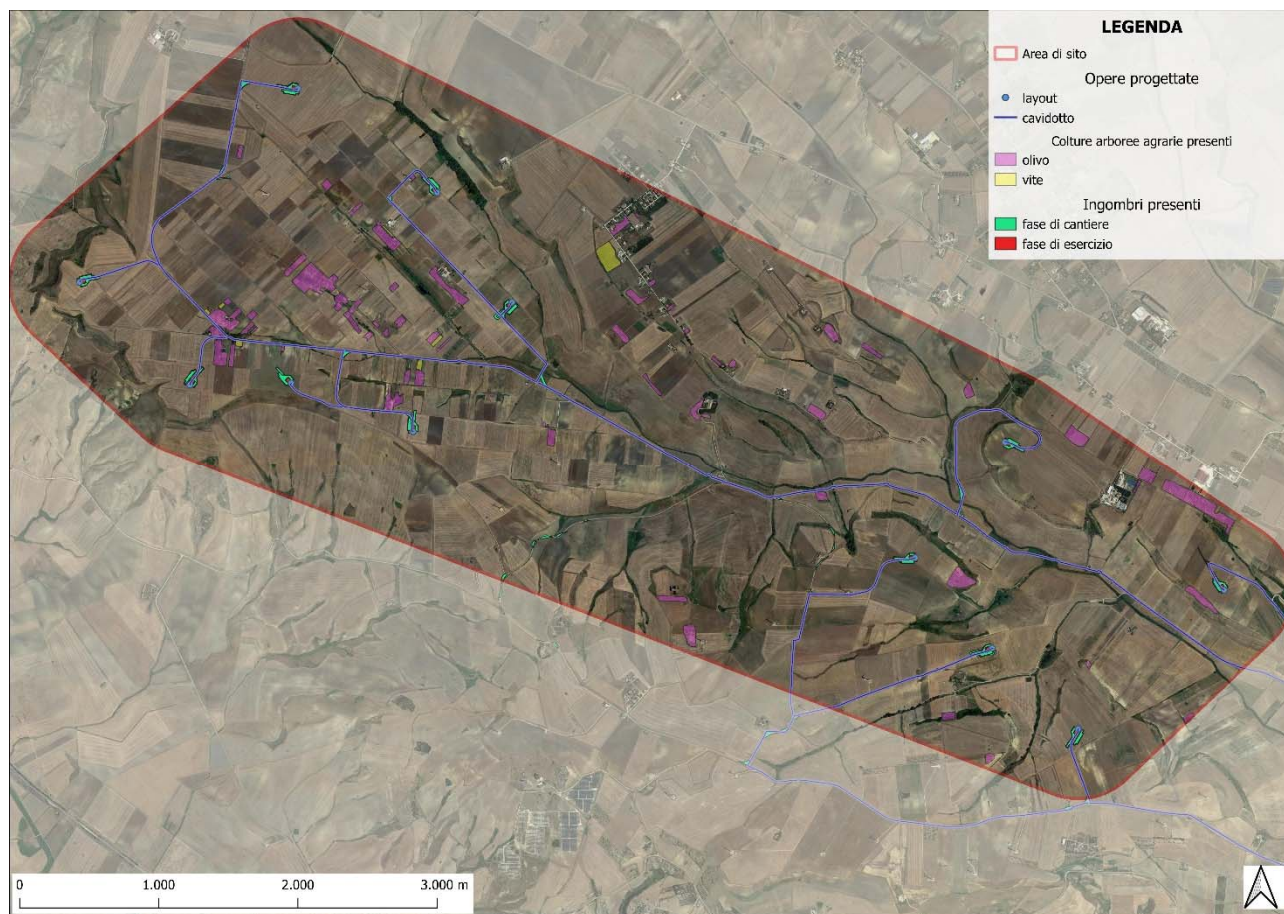 LEGENDA
Area di sito
Opere progettate
layout
cavidotto
Colture arboree agrarie presenti
olivo
vite
Ingombri presenti
fase di cantiere
fase di esercizio
0 1.000 2.000 3.000 m